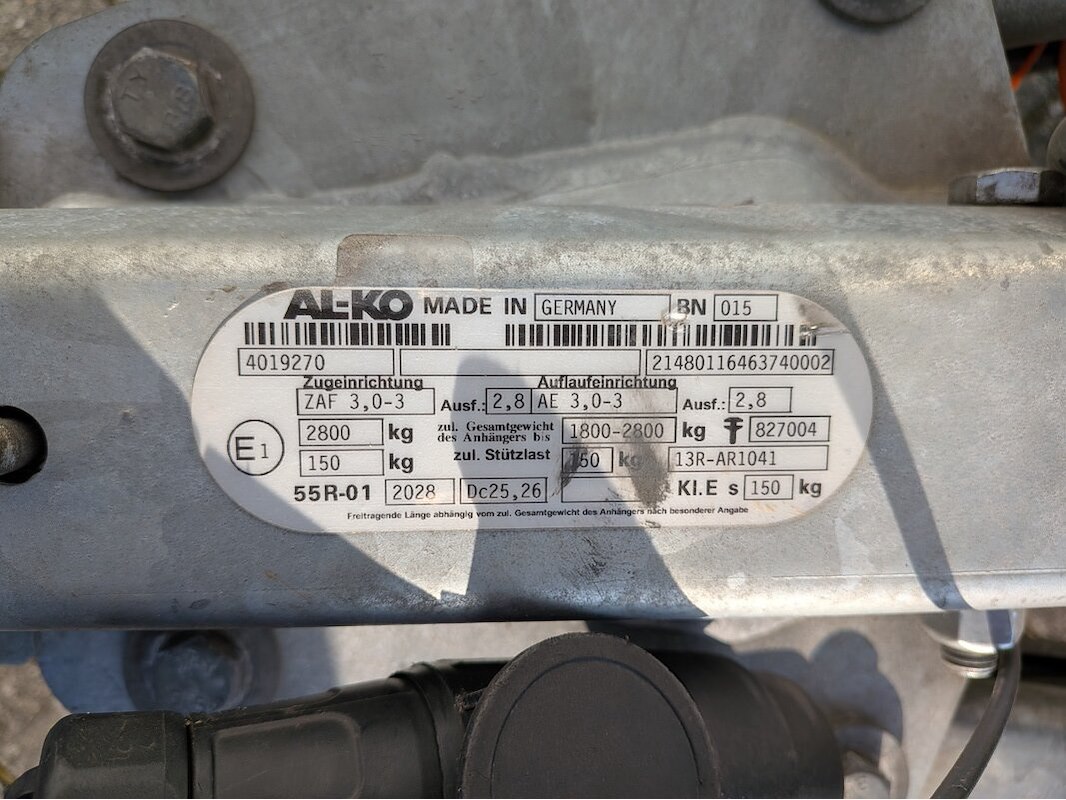 AL-KO MADE IN GERMANY BN 015
4019270 21480116463740002
Zugeinrichtung Auflaufeinrichtung
ZAF 3,0-3 Ausf.: 2,8 AE 3,0-3 Ausf.: 2,8
2800 kg zul. Gesamtgewicht des Anhängers bis 1800-2800 kg 827004
E1
150 kg zul. Stützlast 150 kg 13R-AR1041
55R-01 2028 Dc25,26 KI.E s 150 kg
Freitragende Länge abhängig vom zul. Gesamtgewicht des Anhängers nach besonderer Angabe